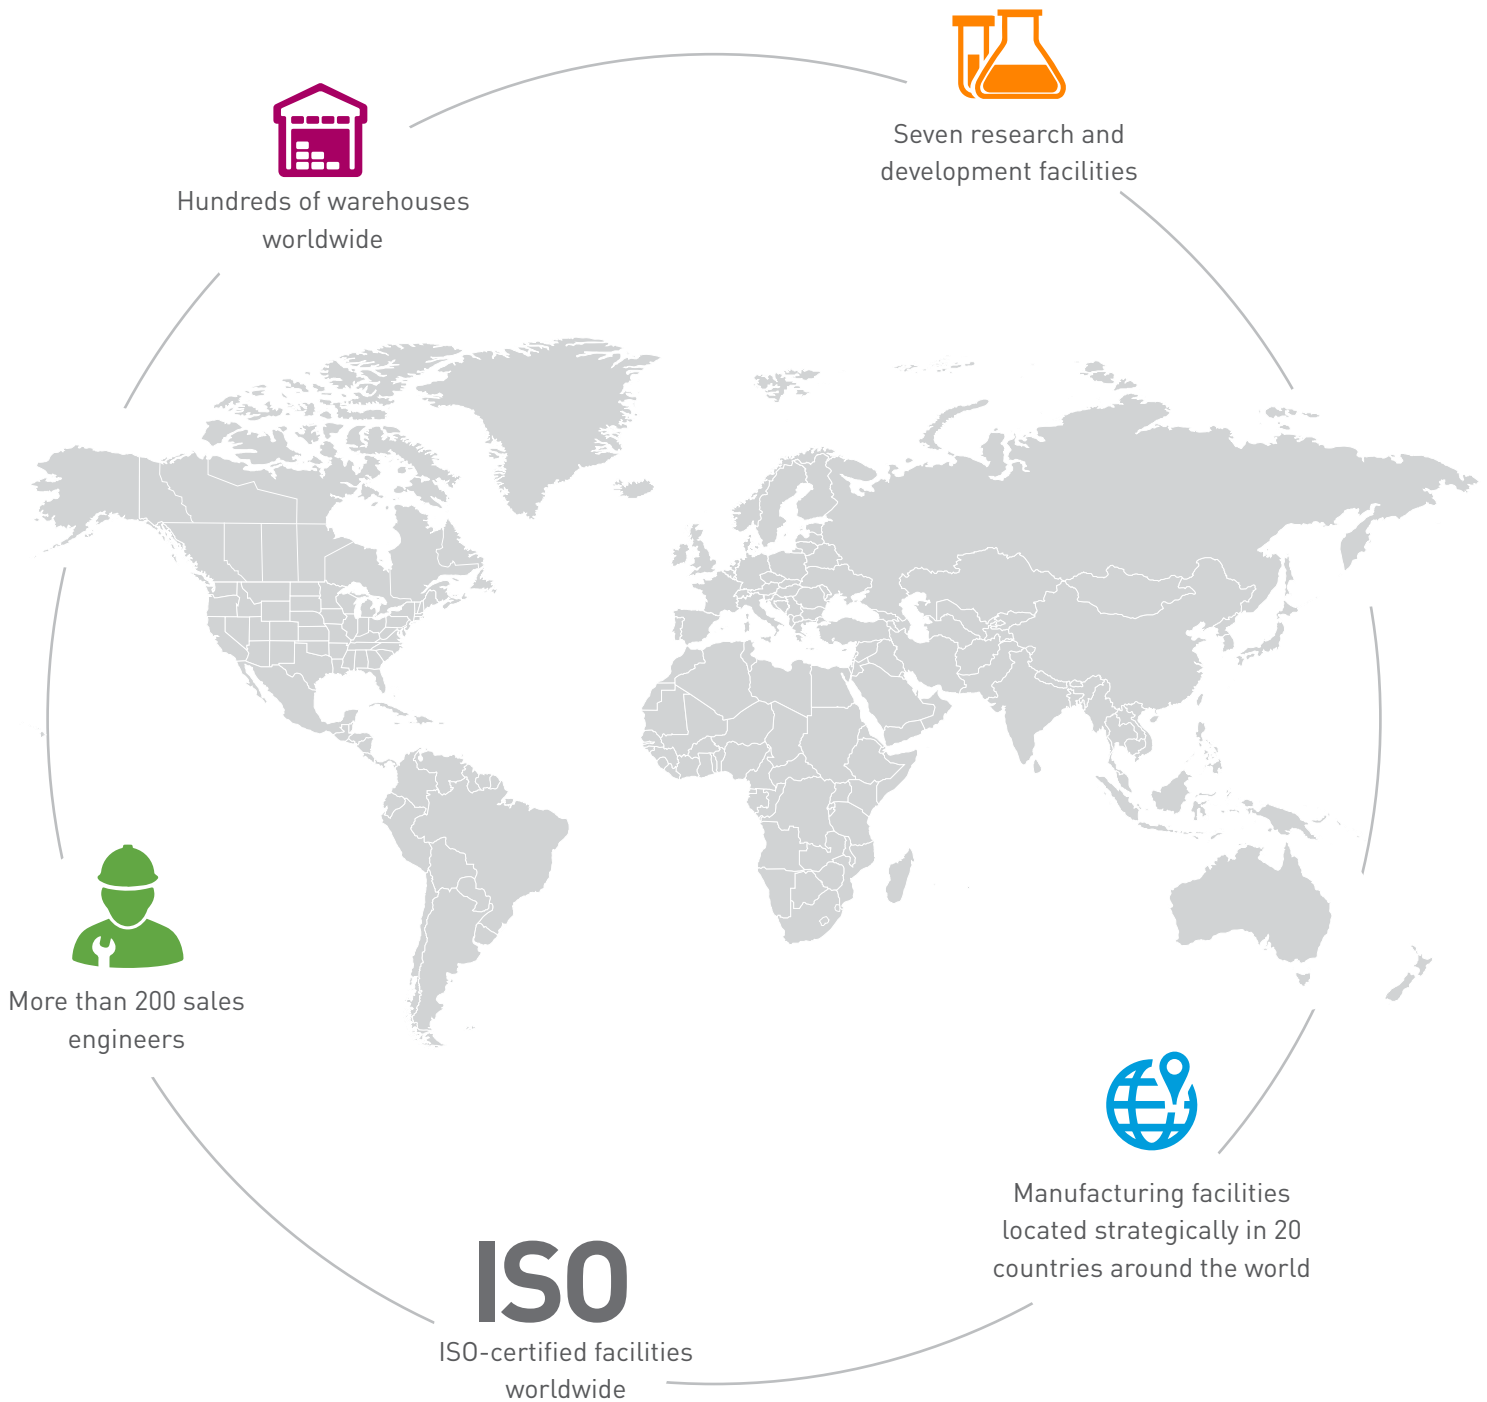 Seven research and
development facilities
Hundreds of warehouses
worldwide
More than 200 sales
engineers
Manufacturing facilities
located strategically in 20
countries around the world
ISO
ISO-certified facilities
worldwide